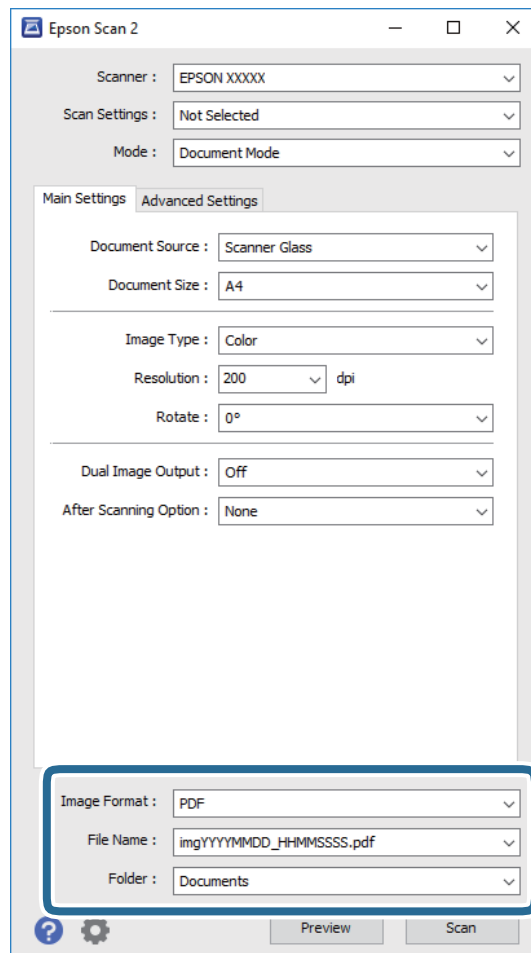 Epson Scan 2
Scanner : EPSON XXXXX
Scan Settings : Not Selected
Mode : Document Mode
Main Settings Advanced Settings
Document Source : Scanner Glass
Document Size : A4
Image Type : Color
Resolution : 200 dpi
Rotate : 0°
Dual Image Output : Off
After Scanning Option : None
Image Format : PDF
File Name : imgYYYYMMDD_HHMMSSSS.pdf
Folder : Documents
? Preview Scan